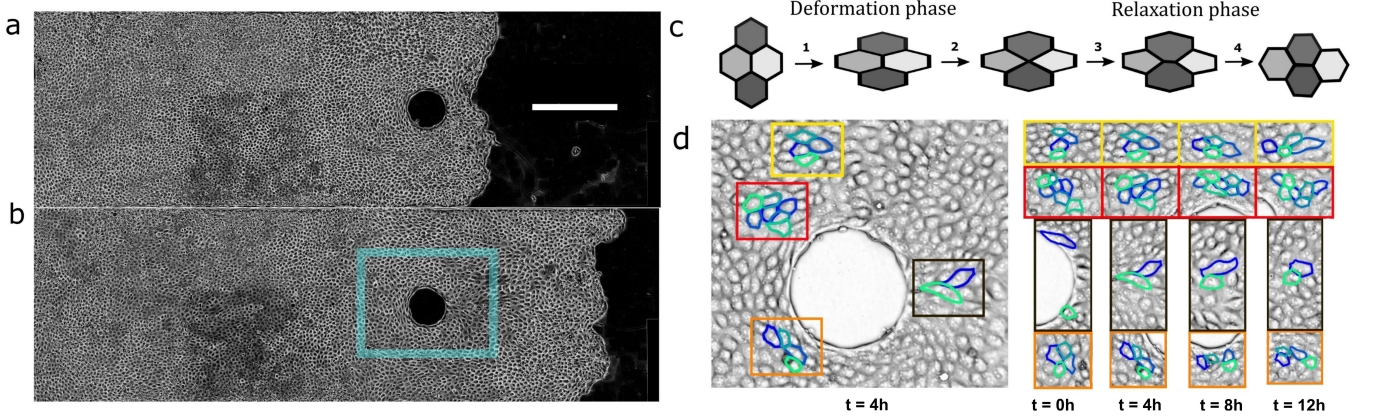 a
b
c
Deformation phase
Relaxation phase
1
2
3
4
d
t = 4h
t = 0h
t = 4h
t = 8h
t = 12h